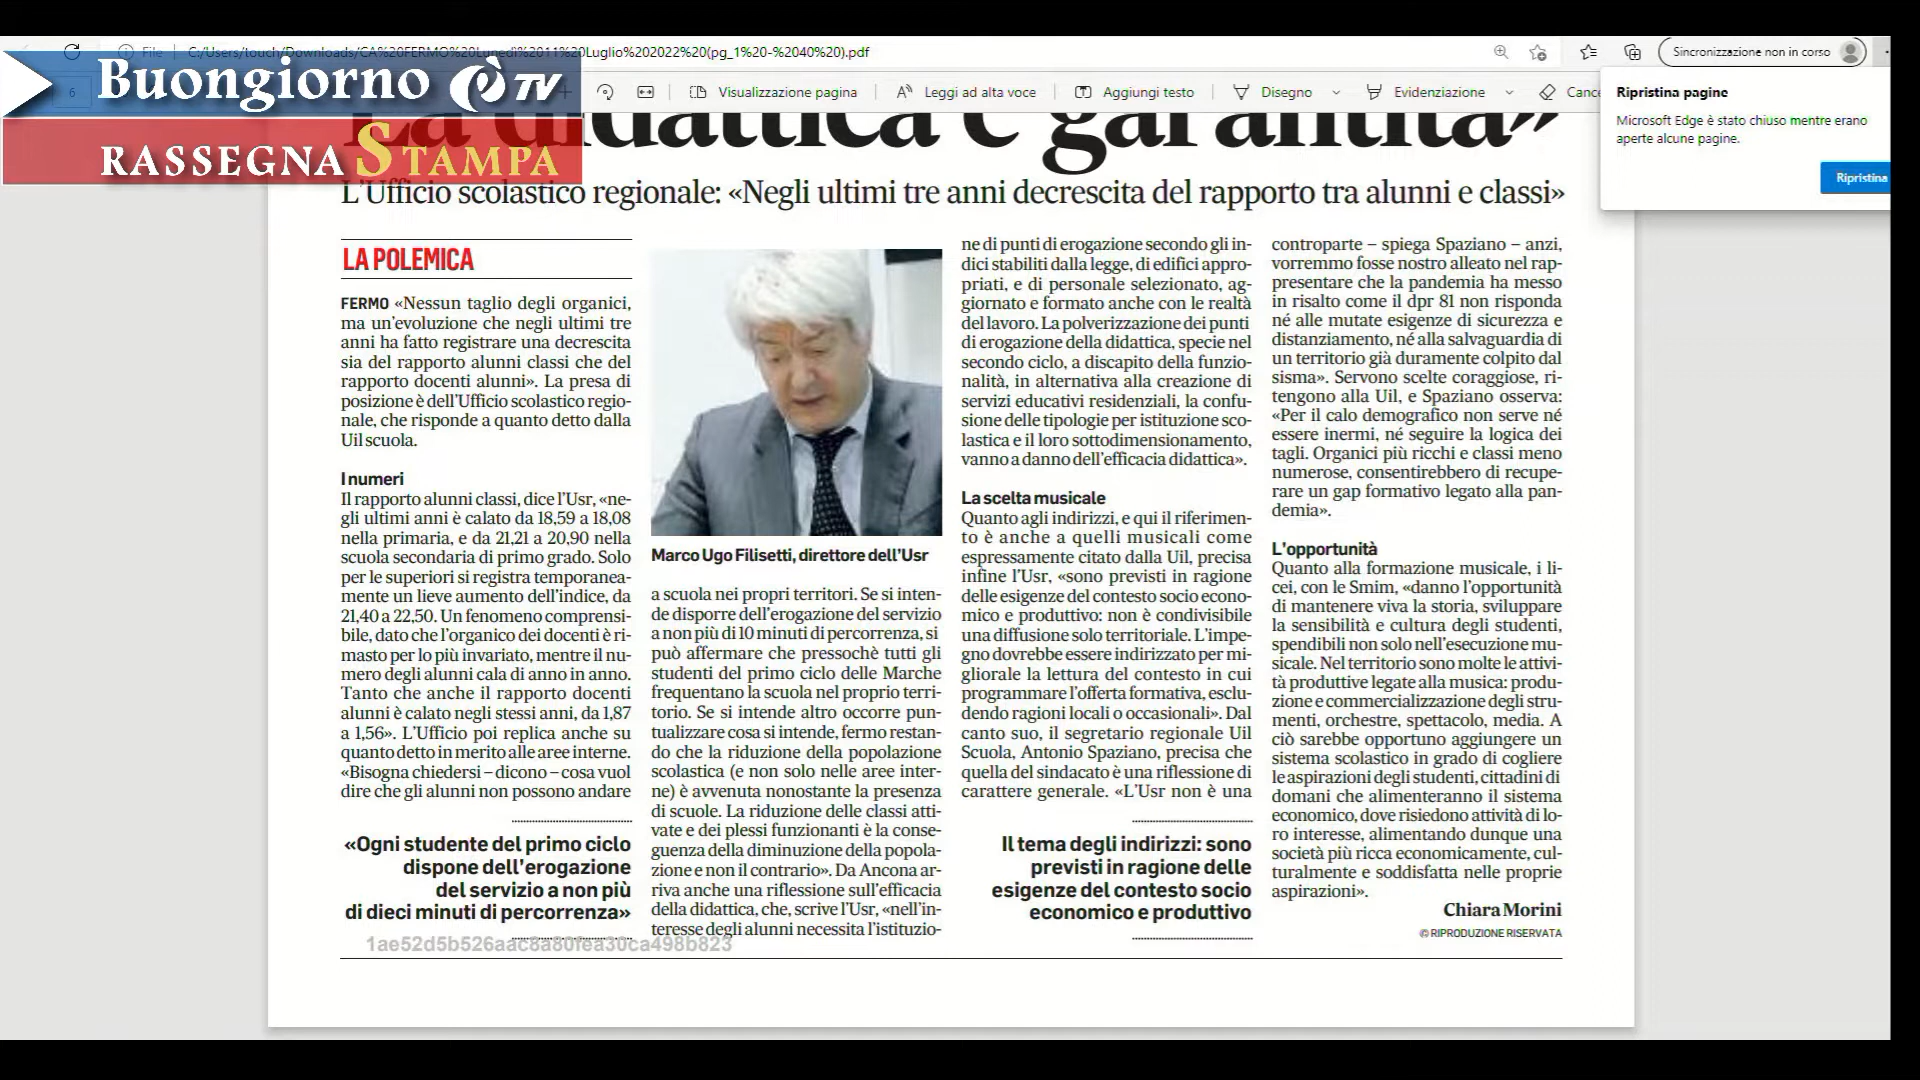 File
C:/Users/touch/Downloads/CA%20FERMO%20Lunedì%2011%20Luglio%202022%20(pg_1%20-%2040%20).pdf
Sincronizzazione non in corso
Buongiorno è TV
RASSEGNA STAMPA
6
Visualizzazione pagina
Leggi ad alta voce
Aggiungi testo
Disegno
Evidenziazione
Cance
Ripristina pagine
Microsoft Edge è stato chiuso mentre erano
aperte alcune pagine.
Ripristina
La didattica è garantita»
L'Ufficio scolastico regionale: «Negli ultimi tre anni decrescita del rapporto tra alunni e classi»
LA POLEMICA
FERMO «Nessun taglio degli organici,
ma un'evoluzione che negli ultimi tre
anni ha fatto registrare una decrescita
sia del rapporto alunni classi che del
rapporto docenti alunni». La presa di
posizione è dell'Ufficio scolastico regio-
nale, che risponde a quanto detto dalla
Uil scuola.
I numeri
Il rapporto alunni classi, dice l'Usr, «ne-
gli ultimi anni è calato da 18,59 a 18,08
nella primaria, e da 21,21 a 20,90 nella
scuola secondaria di primo grado. Solo
per le superiori si registra temporanea-
mente un lieve aumento dell'indice, da
21,40 a 22,50. Un fenomeno comprensi-
bile, dato che l'organico dei docenti è ri-
masto per lo più invariato, mentre il nu-
mero degli alunni cala di anno in anno.
Tanto che anche il rapporto docenti
alunni è calato negli stessi anni, da 1,87
a 1,56». L'Ufficio poi replica anche su
quanto detto in merito alle aree interne.
«Bisogna chiedersi – dicono – cosa vuol
dire che gli alunni non possono andare
«Ogni studente del primo ciclo
dispone dell'erogazione
del servizio a non più
di dieci minuti di percorrenza»
Marco Ugo Filisetti, direttore dell'Usr
a scuola nei propri territori. Se si inten-
de disporre dell'erogazione del servizio
a non più di 10 minuti di percorrenza, si
può affermare che pressochè tutti gli
studenti del primo ciclo delle Marche
frequentano la scuola nel proprio terri-
torio. Se si intende altro occorre pun-
tualizzare cosa si intende, fermo restan-
do che la riduzione della popolazione
scolastica (e non solo nelle aree inter-
ne) è avvenuta nonostante la presenza
di scuole. La riduzione delle classi atti-
vate e dei plessi funzionanti è la conse-
guenza della diminuzione della popola-
zione e non il contrario». Da Ancona ar-
riva anche una riflessione sull'efficacia
della didattica, che, scrive l'Usr, «nell'in-
teresse degli alunni necessita l'istituzio-
ne di punti di erogazione secondo gli in-
dici stabiliti dalla legge, di edifici appro-
priati, e di personale selezionato, ag-
giornato e formato anche con le realtà
del lavoro. La polverizzazione dei punti
di erogazione della didattica, specie nel
secondo ciclo, a discapito della funzio-
nalità, in alternativa alla creazione di
servizi educativi residenziali, la confu-
sione delle tipologie per istituzione sco-
lastica e il loro sottodimensionamento,
vanno a danno dell'efficacia didattica».
La scelta musicale
Quanto agli indirizzi, e qui il riferimen-
to è anche a quelli musicali come
espressamente citato dalla Uil, precisa
infine l'Usr, «sono previsti in ragione
delle esigenze del contesto socio econo-
mico e produttivo: non è condivisibile
una diffusione solo territoriale. L'impe-
gno dovrebbe essere indirizzato per mi-
gliorale la lettura del contesto in cui
programmare l'offerta formativa, esclu-
dendo ragioni locali o occasionali». Dal
canto suo, il segretario regionale Uil
Scuola, Antonio Spaziano, precisa che
quella del sindacato è una riflessione di
carattere generale. «L'Usr non è una
Il tema degli indirizzi: sono
previsti in ragione delle
esigenze del contesto socio
economico e produttivo
controparte – spiega Spaziano – anzi,
vorremmo fosse nostro alleato nel rap-
presentare che la pandemia ha messo
in risalto come il dpr 81 non risponda
né alle mutate esigenze di sicurezza e
distanziamento, né alla salvaguardia di
un territorio già duramente colpito dal
sisma». Servono scelte coraggiose, ri-
tengono alla Uil, e Spaziano osserva:
«Per il calo demografico non serve né
essere inermi, né seguire la logica dei
tagli. Organici più ricchi e classi meno
numerose, consentirebbero di recupe-
rare un gap formativo legato alla pan-
demia».
L'opportunità
Quanto alla formazione musicale, i li-
cei, con le Smim, «danno l'opportunità
di mantenere viva la storia, sviluppare
la sensibilità e cultura degli studenti,
spendibili non solo nell'esecuzione mu-
sicale. Nel territorio sono molte le attivi-
tà produttive legate alla musica: produ-
zione e commercializzazione degli stru-
menti, orchestre, spettacolo, media. A
ciò sarebbe opportuno aggiungere un
sistema scolastico in grado di cogliere
le aspirazioni degli studenti, cittadini di
domani che alimenteranno il sistema
economico, dove risiedono attività di lo-
ro interesse, alimentando dunque una
società più ricca economicamente, cul-
turalmente e soddisfatta nelle proprie
aspirazioni».
Chiara Morini
© RIPRODUZIONE RISERVATA
1ae52d5b526aac8a80fea30ca498b823